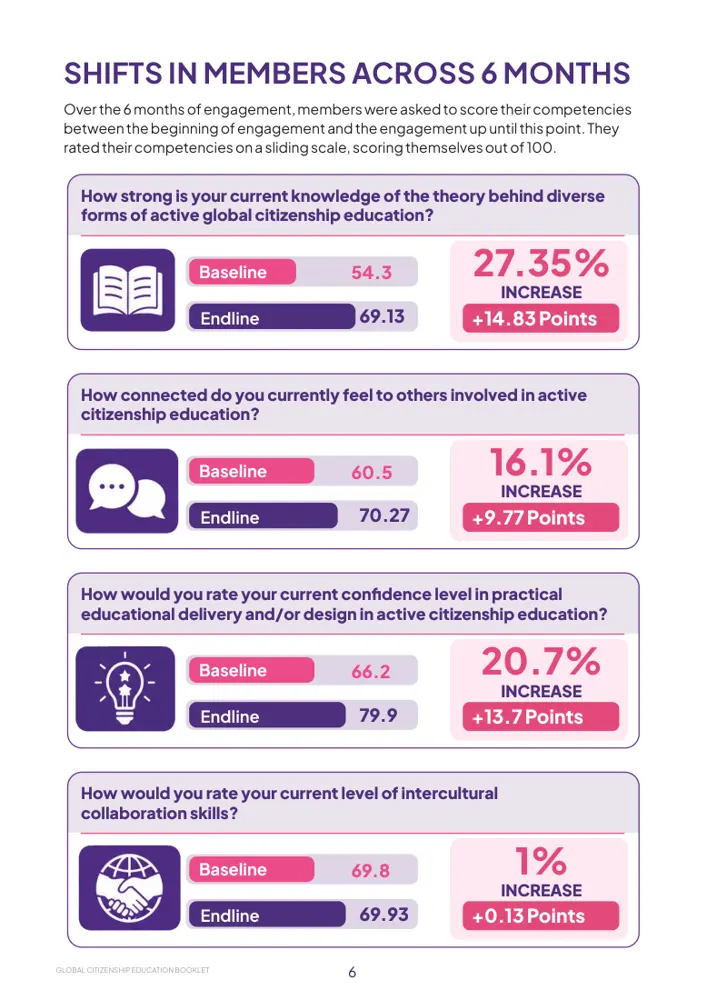 SHIFTS IN MEMBERS ACROSS 6 MONTHS
Over the 6 months of engagement, members were asked to score their competencies
between the beginning of engagement and the engagement up until this point. They
rated their competencies on a sliding scale, scoring themselves out of 100.
How strong is your current knowledge of the theory behind diverse
forms of active global citizenship education?
Baseline 54.3
Endline 69.13
27.35%
INCREASE
+14.83 Points
How connected do you currently feel to others involved in active
citizenship education?
Baseline 60.5
Endline 70.27
16.1%
INCREASE
+9.77 Points
How would you rate your current confidence level in practical
educational delivery and/or design in active citizenship education?
Baseline 66.2
Endline 79.9
20.7%
INCREASE
+13.7 Points
How would you rate your current level of intercultural
collaboration skills?
Baseline 69.8
Endline 69.93
1%
INCREASE
+0.13 Points
GLOBAL CITIZENSHIP EDUCATION BOOKLET
6